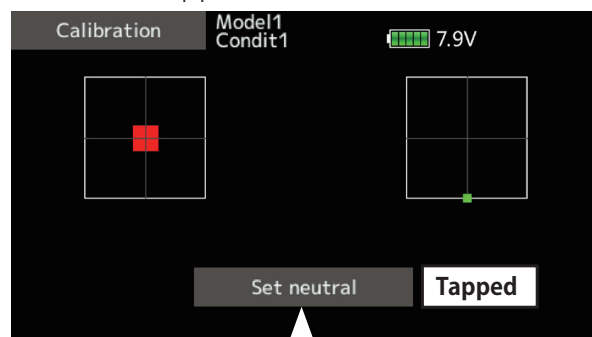 Calibration
Model1
Condit1
7.9V
Set neutral
Tapped